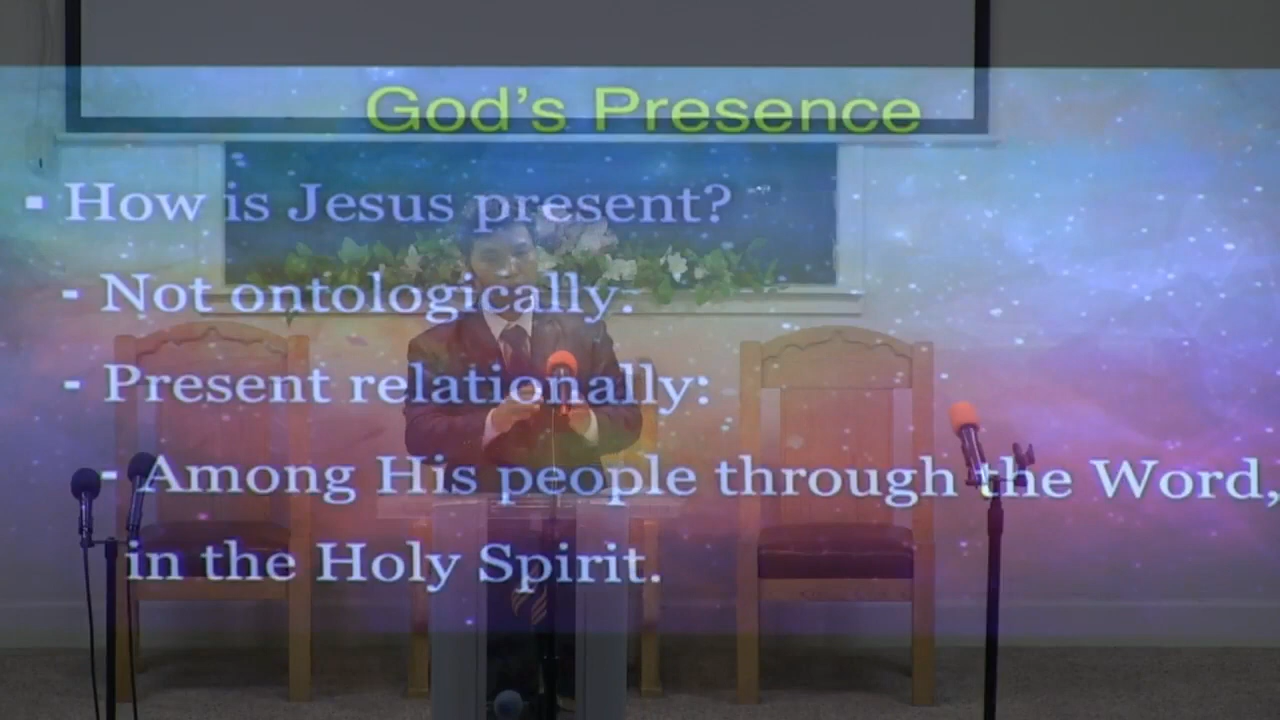 God's Presence
▪ How is Jesus present?
- Not ontologically.
- Present relationally:
- Among His people through the Word,
in the Holy Spirit.